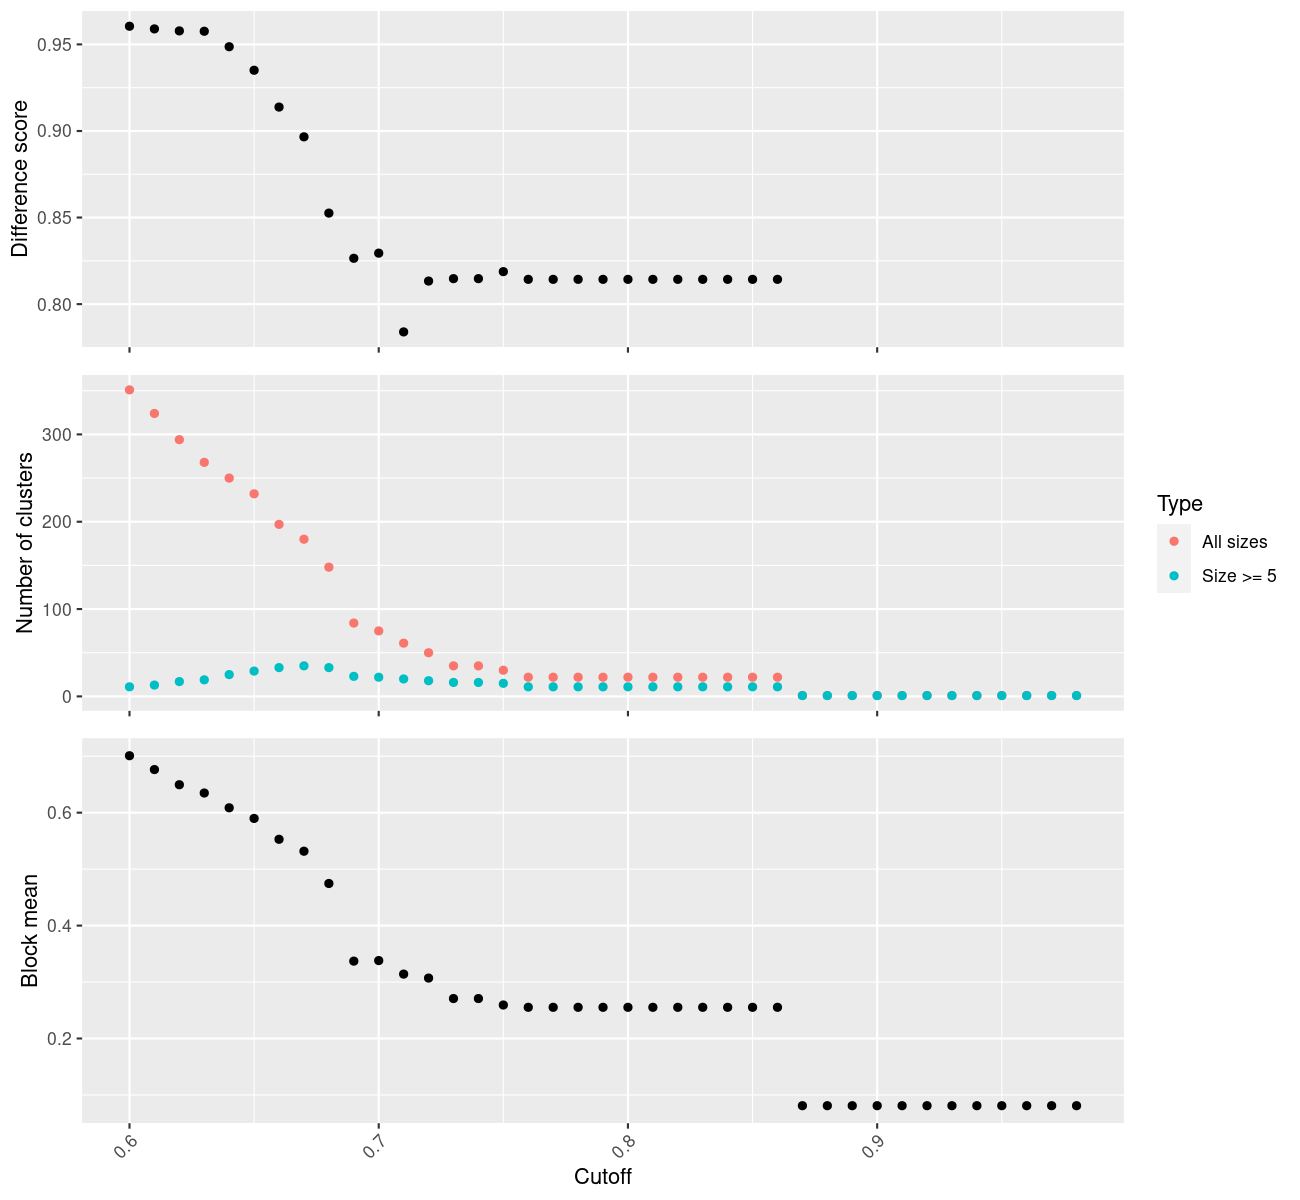 Difference score
0.95
0.90
0.85
0.80
Number of clusters
300
200
100
0
Type
All sizes
Size >= 5
Block mean
0.6
0.4
0.2
0.6
0.7
0.8
0.9
Cutoff